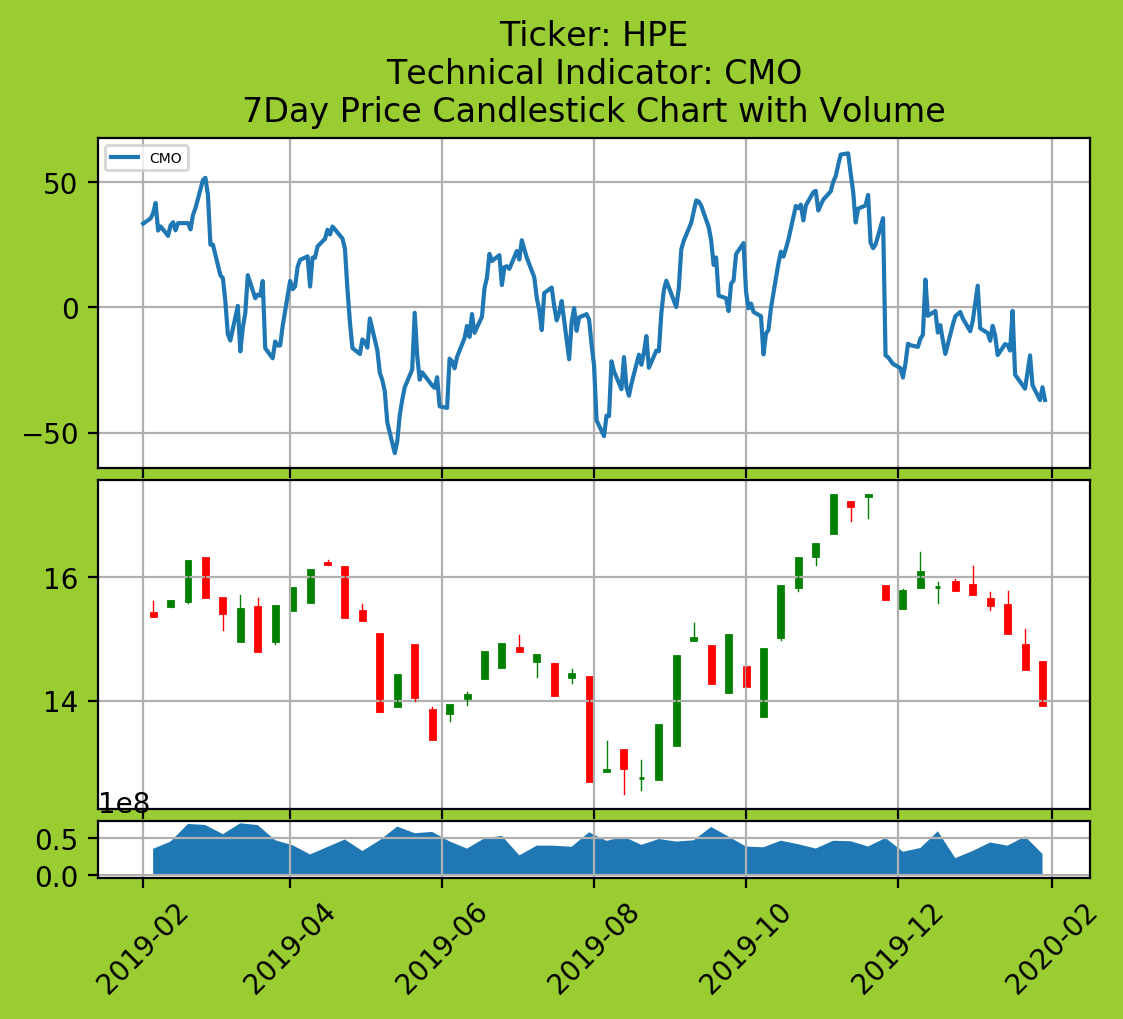 Ticker: HPE
Technical Indicator: CMO
7Day Price Candlestick Chart with Volume
CMO
50
0
−50
16
14
1e8
0.5
0.0
2019-02
2019-04
2019-06
2019-08
2019-10
2019-12
2020-02